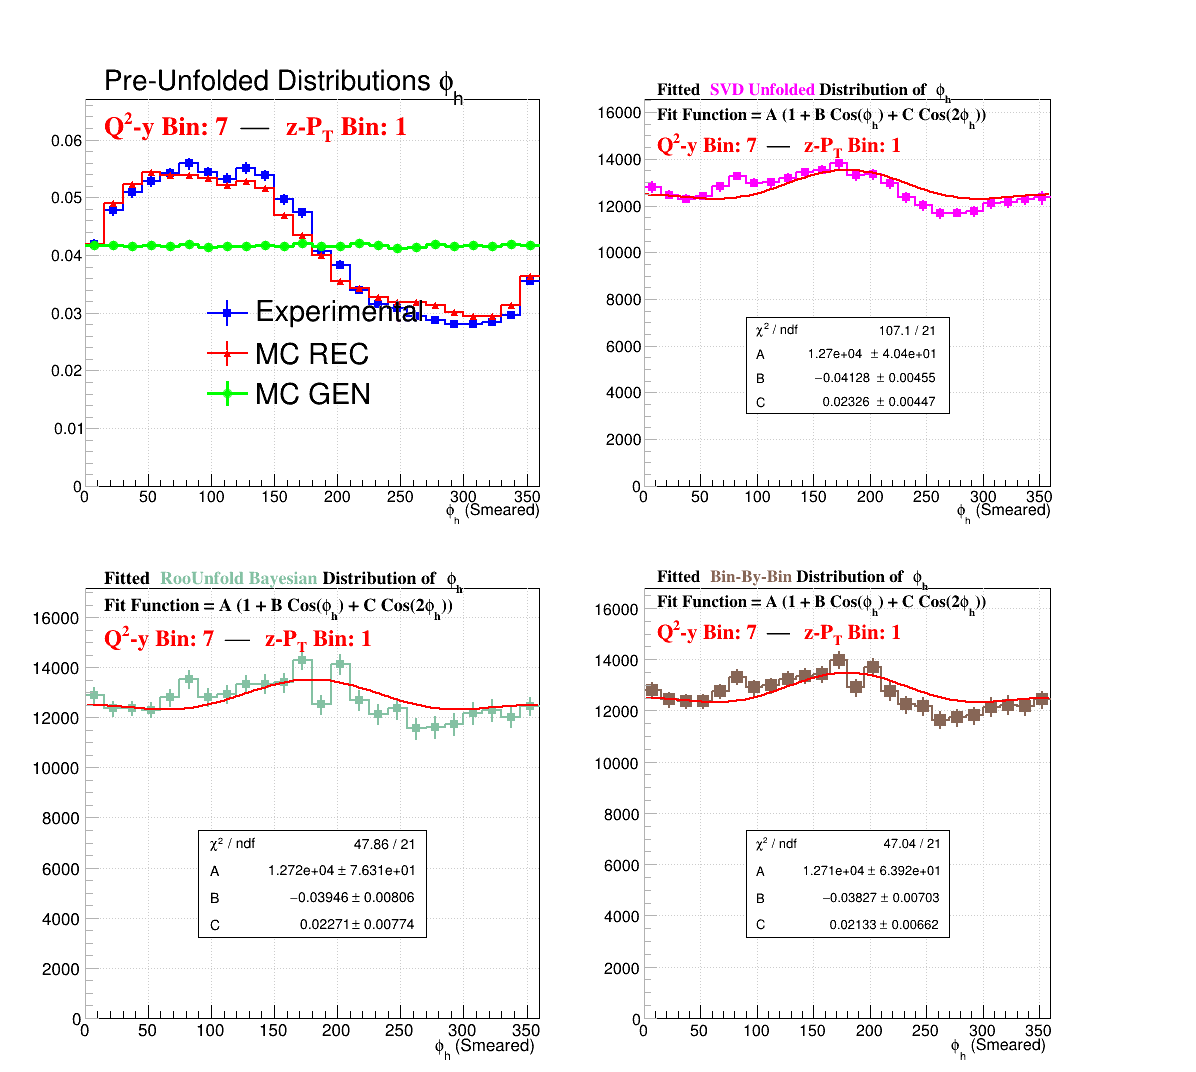 Pre-Unfolded Distributions ϕh
Q²-y Bin: 7 — z-PT Bin: 1
0.06
0.05
0.04
0.03
0.02
0.01
0
Experimental
MC REC
MC GEN
0 50 100 150 200 250 300 350
ϕh (Smeared)
Fitted SVD Unfolded Distribution of ϕh
Fit Function = A (1 + B Cos(ϕh) + C Cos(2ϕh))
Q²-y Bin: 7 — z-PT Bin: 1
16000
14000
12000
10000
8000
6000
4000
2000
0
χ² / ndf 107.1 / 21
A 1.27e+04 ± 4.04e+01
B −0.04128 ± 0.00455
C 0.02326 ± 0.00447
0 50 100 150 200 250 300 350
ϕh (Smeared)
Fitted RooUnfold Bayesian Distribution of ϕh
Fit Function = A (1 + B Cos(ϕh) + C Cos(2ϕh))
Q²-y Bin: 7 — z-PT Bin: 1
16000
14000
12000
10000
8000
6000
4000
2000
0
χ² / ndf 47.86 / 21
A 1.272e+04 ± 7.631e+01
B −0.03946 ± 0.00806
C 0.02271 ± 0.00774
0 50 100 150 200 250 300 350
ϕh (Smeared)
Fitted Bin-By-Bin Distribution of ϕh
Fit Function = A (1 + B Cos(ϕh) + C Cos(2ϕh))
Q²-y Bin: 7 — z-PT Bin: 1
16000
14000
12000
10000
8000
6000
4000
2000
0
χ² / ndf 47.04 / 21
A 1.271e+04 ± 6.392e+01
B −0.03827 ± 0.00703
C 0.02133 ± 0.00662
0 50 100 150 200 250 300 350
ϕh (Smeared)